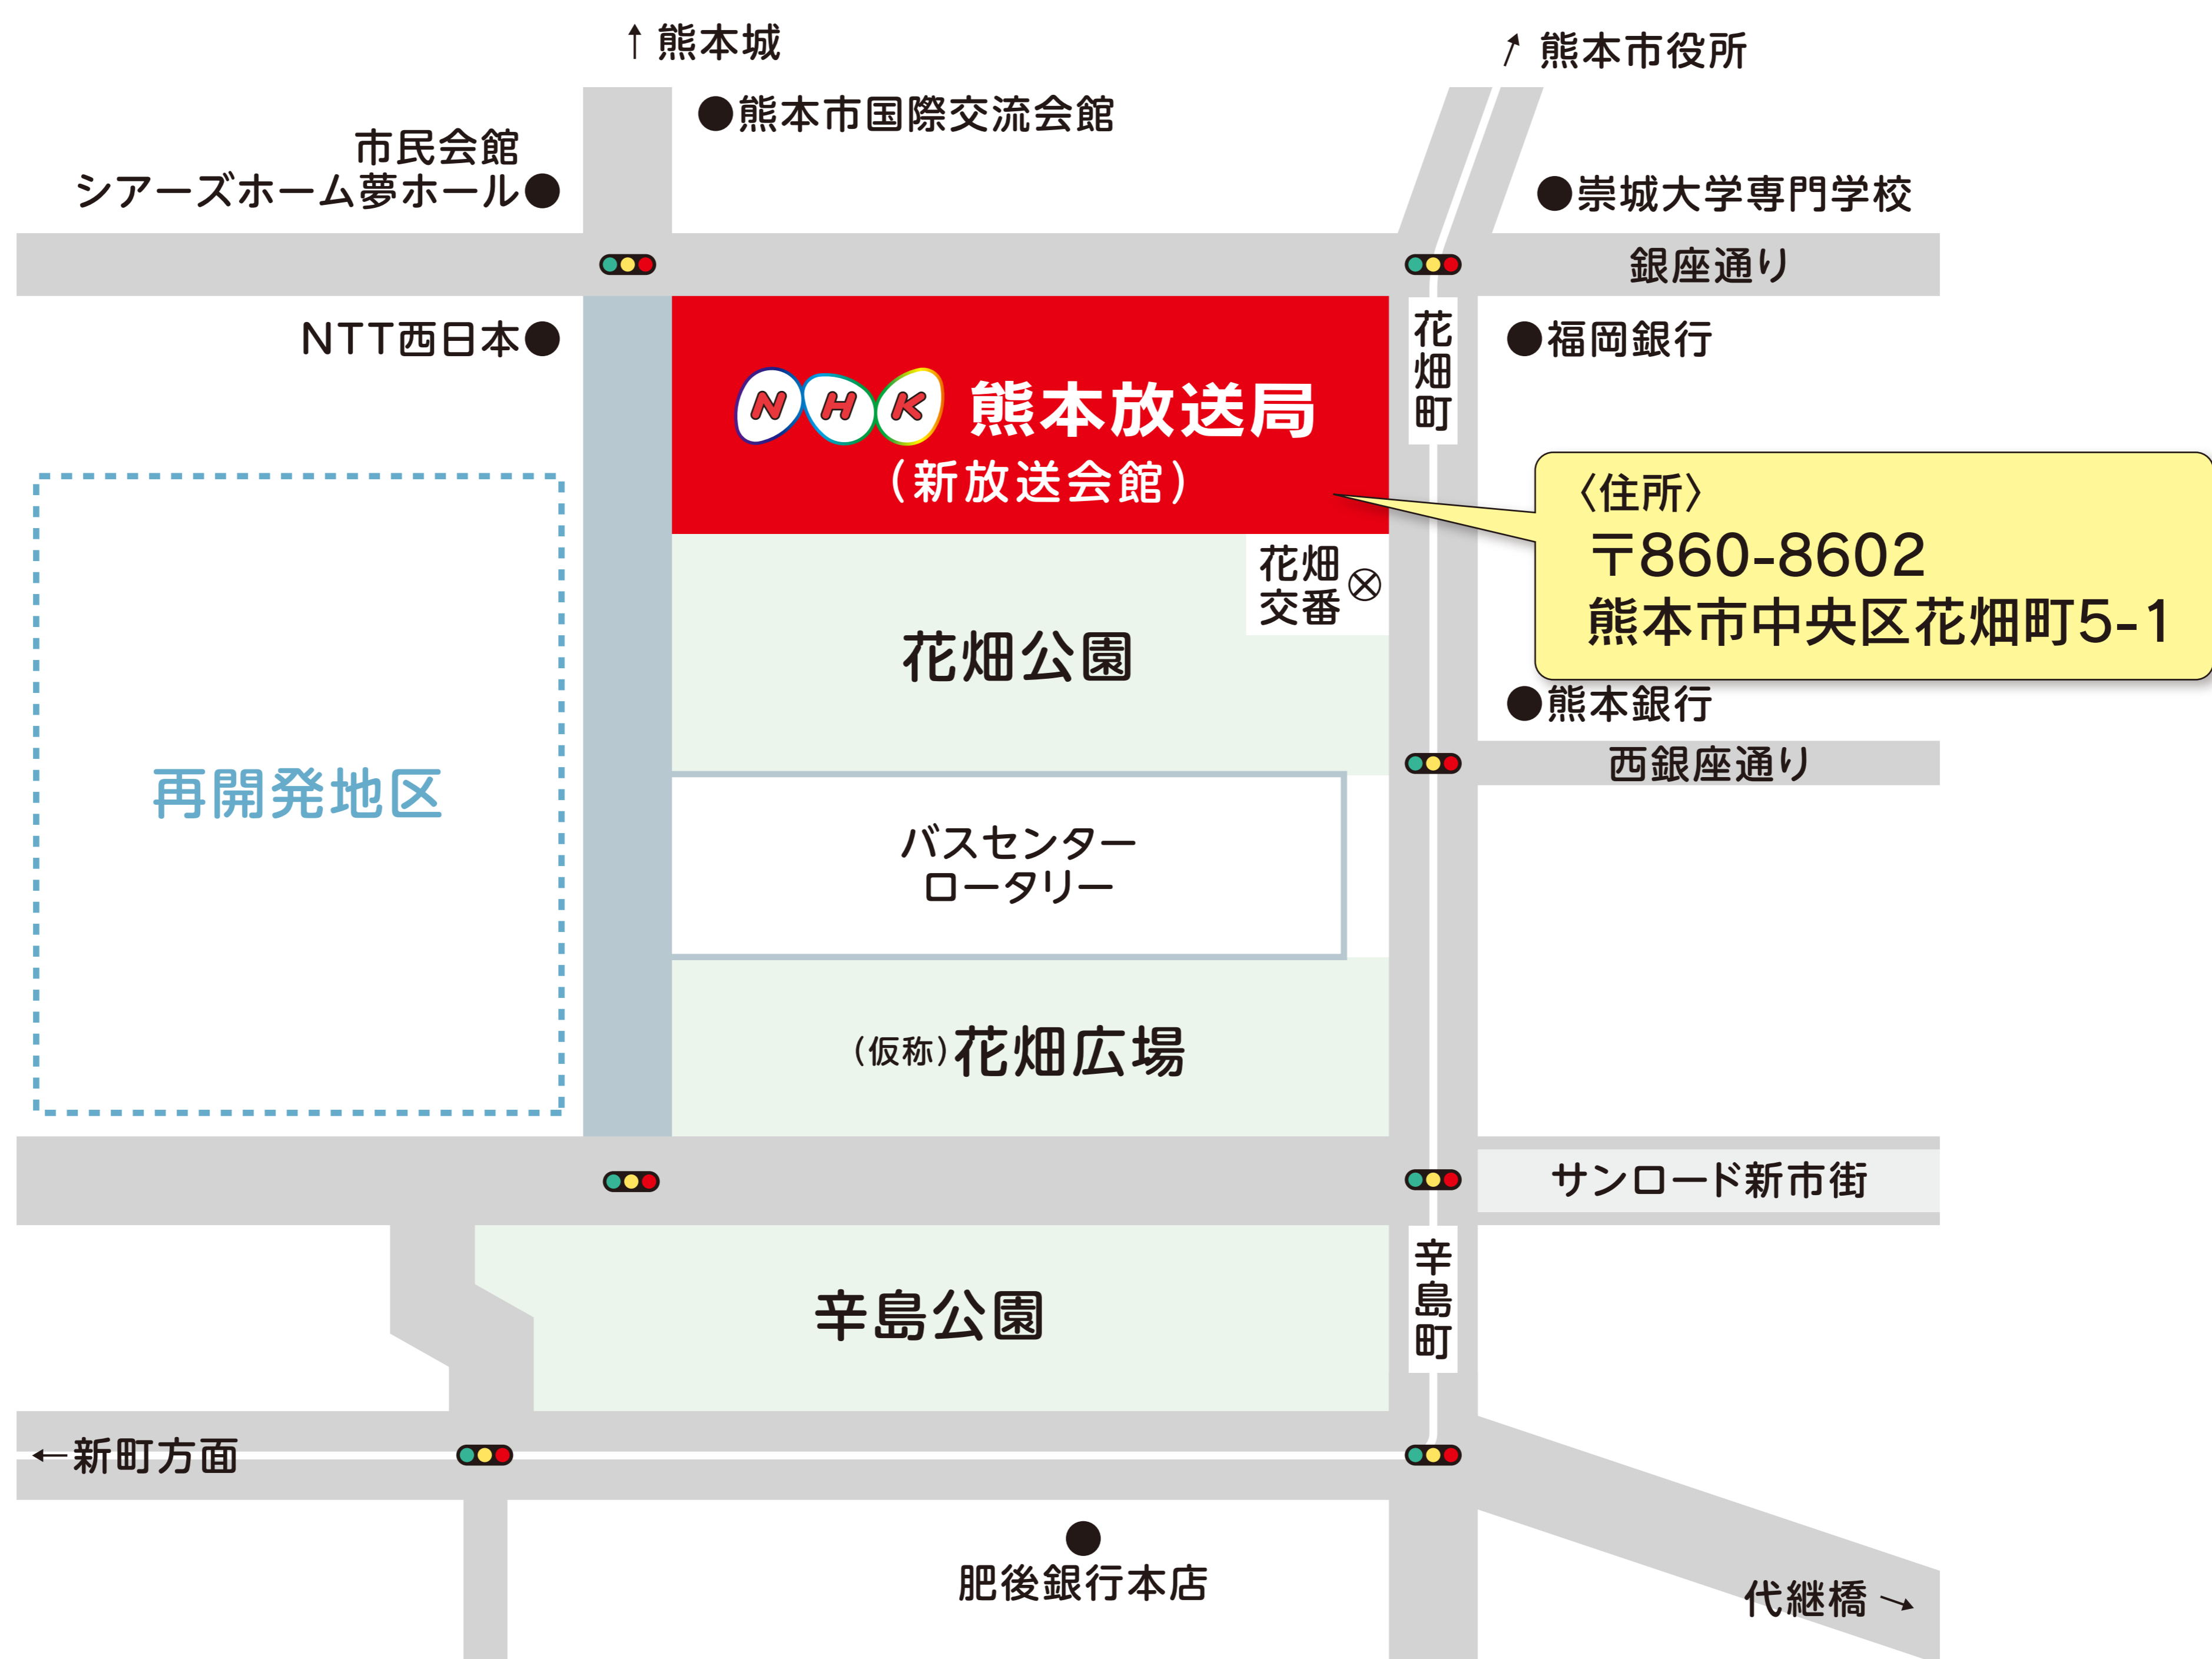 ↑ 熊本城
↑ 熊本市役所
●熊本市国際交流会館
市民会館
シアーズホーム夢ホール●
●崇城大学専門学校
銀座通り
NTT西日本●
花畑町
●福岡銀行
NHK 熊本放送局
(新放送会館)
〈住所〉
〒860-8602
熊本市中央区花畑町5-1
花畑
交番
花畑公園
●熊本銀行
西銀座通り
再開発地区
バスセンター
ロータリー
(仮称)花畑広場
サンロード新市街
辛島町
辛島公園
←新町方面
肥後銀行本店
代継橋 →